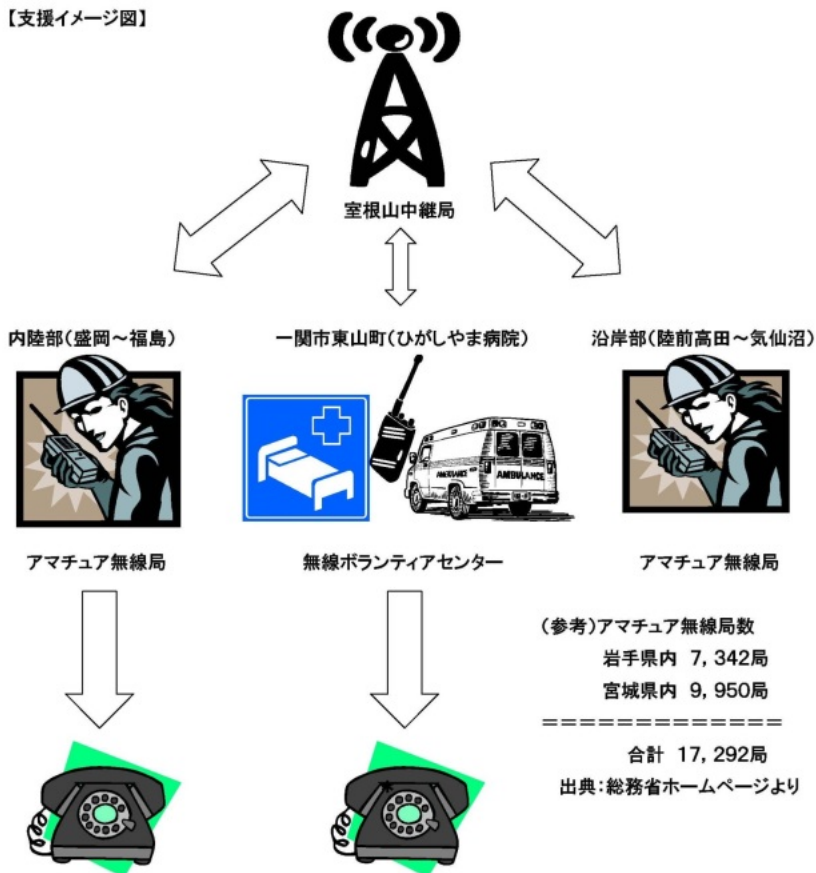 【支援イメージ図】
室根山中継局
内陸部(盛岡～福島)
一関市東山町(ひがしやま病院)
沿岸部(陸前高田～気仙沼)
AMBULANCE
AMBULANCE
アマチュア無線局
無線ボランティアセンター
アマチュア無線局
(参考)アマチュア無線局数
岩手県内 7,342局
宮城県内 9,950局
=============
合計 17,292局
出典:総務省ホームページより